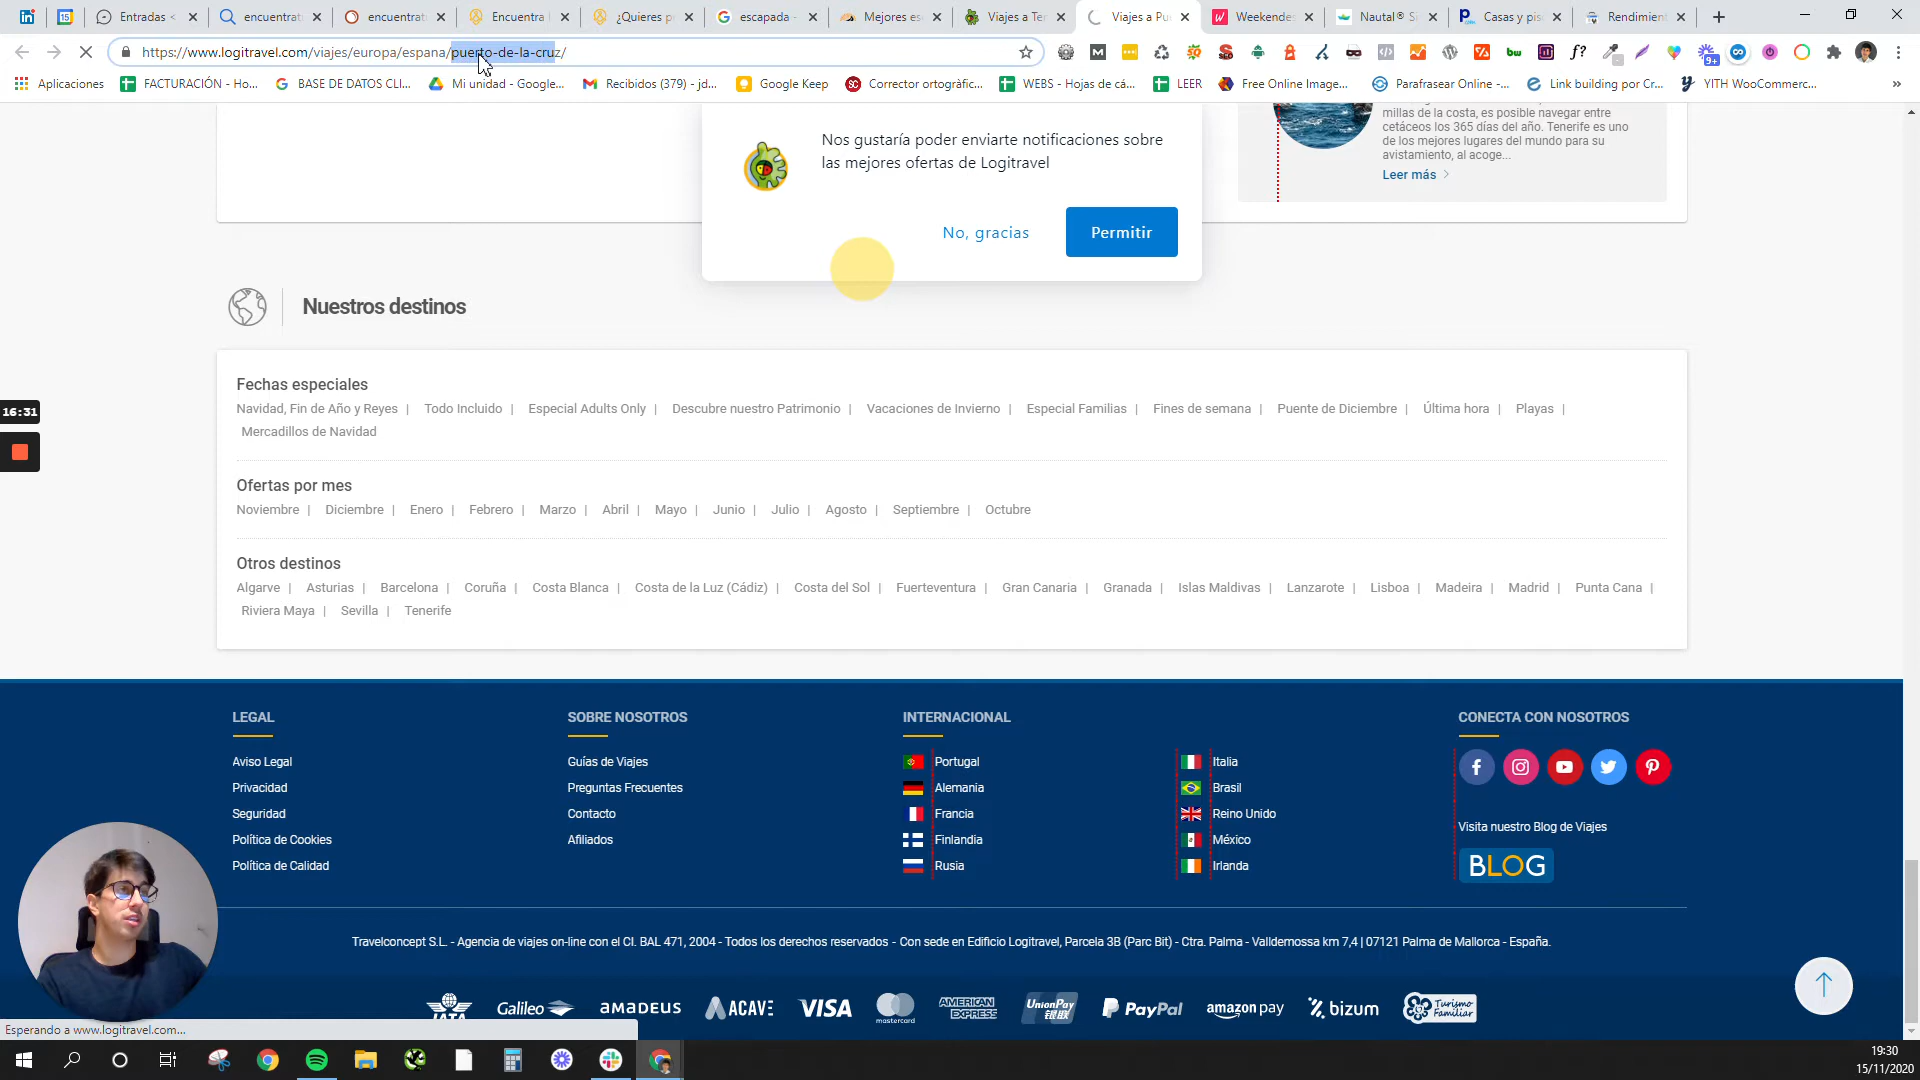 Entradas <
encuentrat
encuentrat
Encuentra
¿Quieres p
escapada -
Mejores es
Viajes a Te
Viajes a Pu
Weekendes
Nautal® S
Casas y pis
Rendimien
https://www.logitravel.com/viajes/europa/espana/puerto-de-la-cruz/
Aplicaciones
FACTURACIÓN - Ho...
BASE DE DATOS CLI...
Mi unidad - Google...
Recibidos (379) - jd...
Google Keep
Corrector ortogràfic...
WEBS - Hojas de cá...
LEER
Free Online Image...
Parafrasear Online -...
Link building por Cr...
YITH WooCommerc...
»
millas de la costa, es posible navegar entre
cetáceos los 365 días del año. Tenerife es uno
de los mejores lugares del mundo para su
avistamiento, al acoge...
Leer más
Nos gustaría poder enviarte notificaciones sobre
las mejores ofertas de Logitravel
No, gracias
Permitir
Nuestros destinos
Fechas especiales
Navidad, Fin de Año y Reyes | Todo Incluido | Especial Adults Only | Descubre nuestro Patrimonio | Vacaciones de Invierno | Especial Familias | Fines de semana | Puente de Diciembre | Última hora | Playas |
Mercadillos de Navidad
16:31
Ofertas por mes
Noviembre | Diciembre | Enero | Febrero | Marzo | Abril | Mayo | Junio | Julio | Agosto | Septiembre | Octubre
Otros destinos
Algarve | Asturias | Barcelona | Coruña | Costa Blanca | Costa de la Luz (Cádiz) | Costa del Sol | Fuerteventura | Gran Canaria | Granada | Islas Maldivas | Lanzarote | Lisboa | Madeira | Madrid | Punta Cana |
Riviera Maya | Sevilla | Tenerife
LEGAL
Aviso Legal
Privacidad
Seguridad
Política de Cookies
Política de Calidad
SOBRE NOSOTROS
Guías de Viajes
Preguntas Frecuentes
Contacto
Afiliados
INTERNACIONAL
Portugal
Alemania
Francia
Finlandia
Rusia
Italia
Brasil
Reino Unido
México
Irlanda
CONECTA CON NOSOTROS
Visita nuestro Blog de Viajes
BLOG
Travelconcept S.L. - Agencia de viajes on-line con el CI. BAL 471, 2004 - Todos los derechos reservados - Con sede en Edificio Logitravel, Parcela 3B (Parc Bit) - Ctra. Palma - Valldemossa km 7,4 | 07121 Palma de Mallorca - España.
IATA Galileo amadeus ACAVE VISA mastercard AMERICAN EXPRESS UnionPay 银联 PayPal amazon pay bizum Turismo Familiar
Esperando a www.logitravel.com...
19:30
15/11/2020